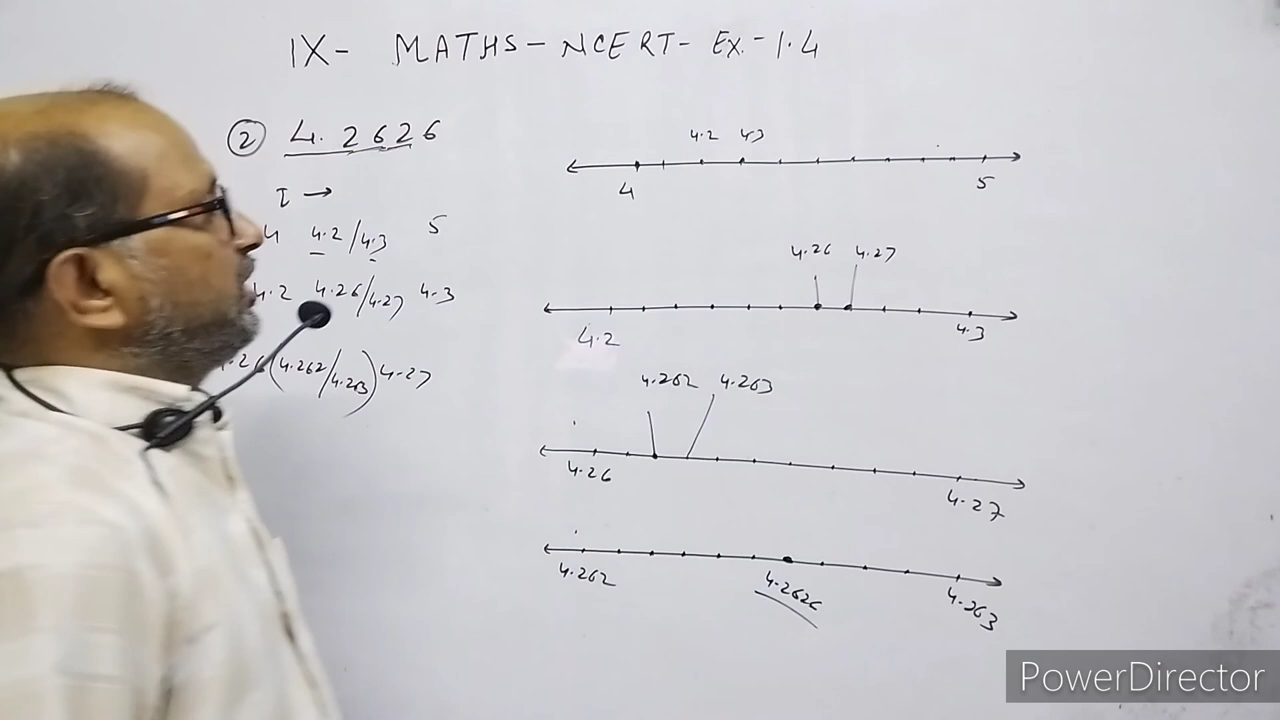 IX- MATHS- NCERT- EX.- 1.4
② 4.2626
I →
4 4.2/4.3 5
4.2 4.26/4.27 4.3
4.26(4.262/4.263)4.27
4.2 4.3
4 5
4.26 4.27
4.2 4.3
4.262 4.263
4.26 4.27
4.2626
4.262 4.263
PowerDirector